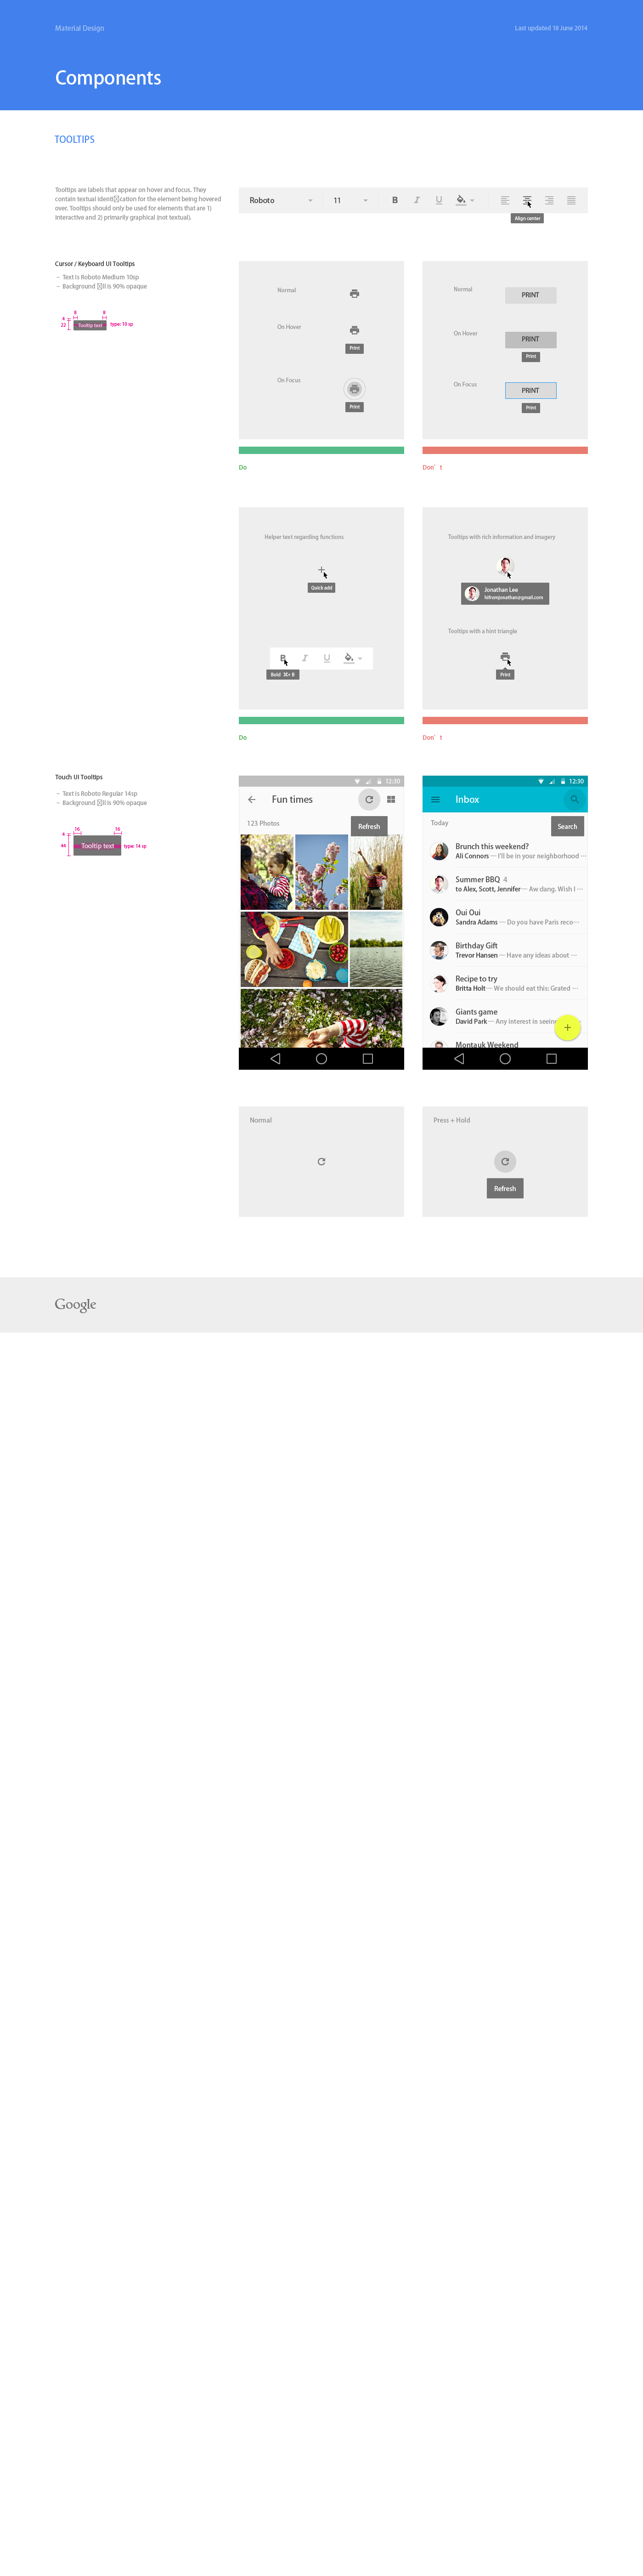 Material Design
Last updated 18 June 2014
Components
TOOLTIPS
Tooltips are labels that appear on hover and focus. They
contain textual identi☒cation for the element being hovered
over. Tooltips should only be used for elements that are 1)
interactive and 2) primarily graphical (not textual).
Roboto
11
B
I
U
Align center
Cursor / Keyboard UI Tooltips
– Text is Roboto Medium 10sp
– Background ☒ll is 90% opaque
8
8
4
22
Tooltip text
type: 10 sp
Normal
On Hover
Print
On Focus
Print
Do
Normal
PRINT
On Hover
PRINT
Print
On Focus
PRINT
Print
Don' t
Helper text regarding functions
Quick add
B
I
U
Bold ⌘+ B
Do
Tooltips with rich information and imagery
Jonathan Lee
hifromjonathan@gmail.com
Tooltips with a hint triangle
Print
Don' t
Touch UI Tooltips
– Text is Roboto Regular 14sp
– Background ☒ll is 90% opaque
16
16
4
44
Tooltip text
type: 14 sp
12:30
Fun times
123 Photos
Refresh
12:30
Inbox
Today
Search
Brunch this weekend?
Ali Connors — I'll be in your neighborhood ···
Summer BBQ 4
to Alex, Scott, Jennifer— Aw dang. Wish I ···
Oui Oui
Sandra Adams — Do you have Paris reco···
Birthday Gift
Trevor Hansen — Have any ideas about ···
Recipe to try
Britta Holt— We should eat this: Grated ···
Giants game
David Park — Any interest in seein
Montauk Weekend
Normal
Press + Hold
Refresh
Google